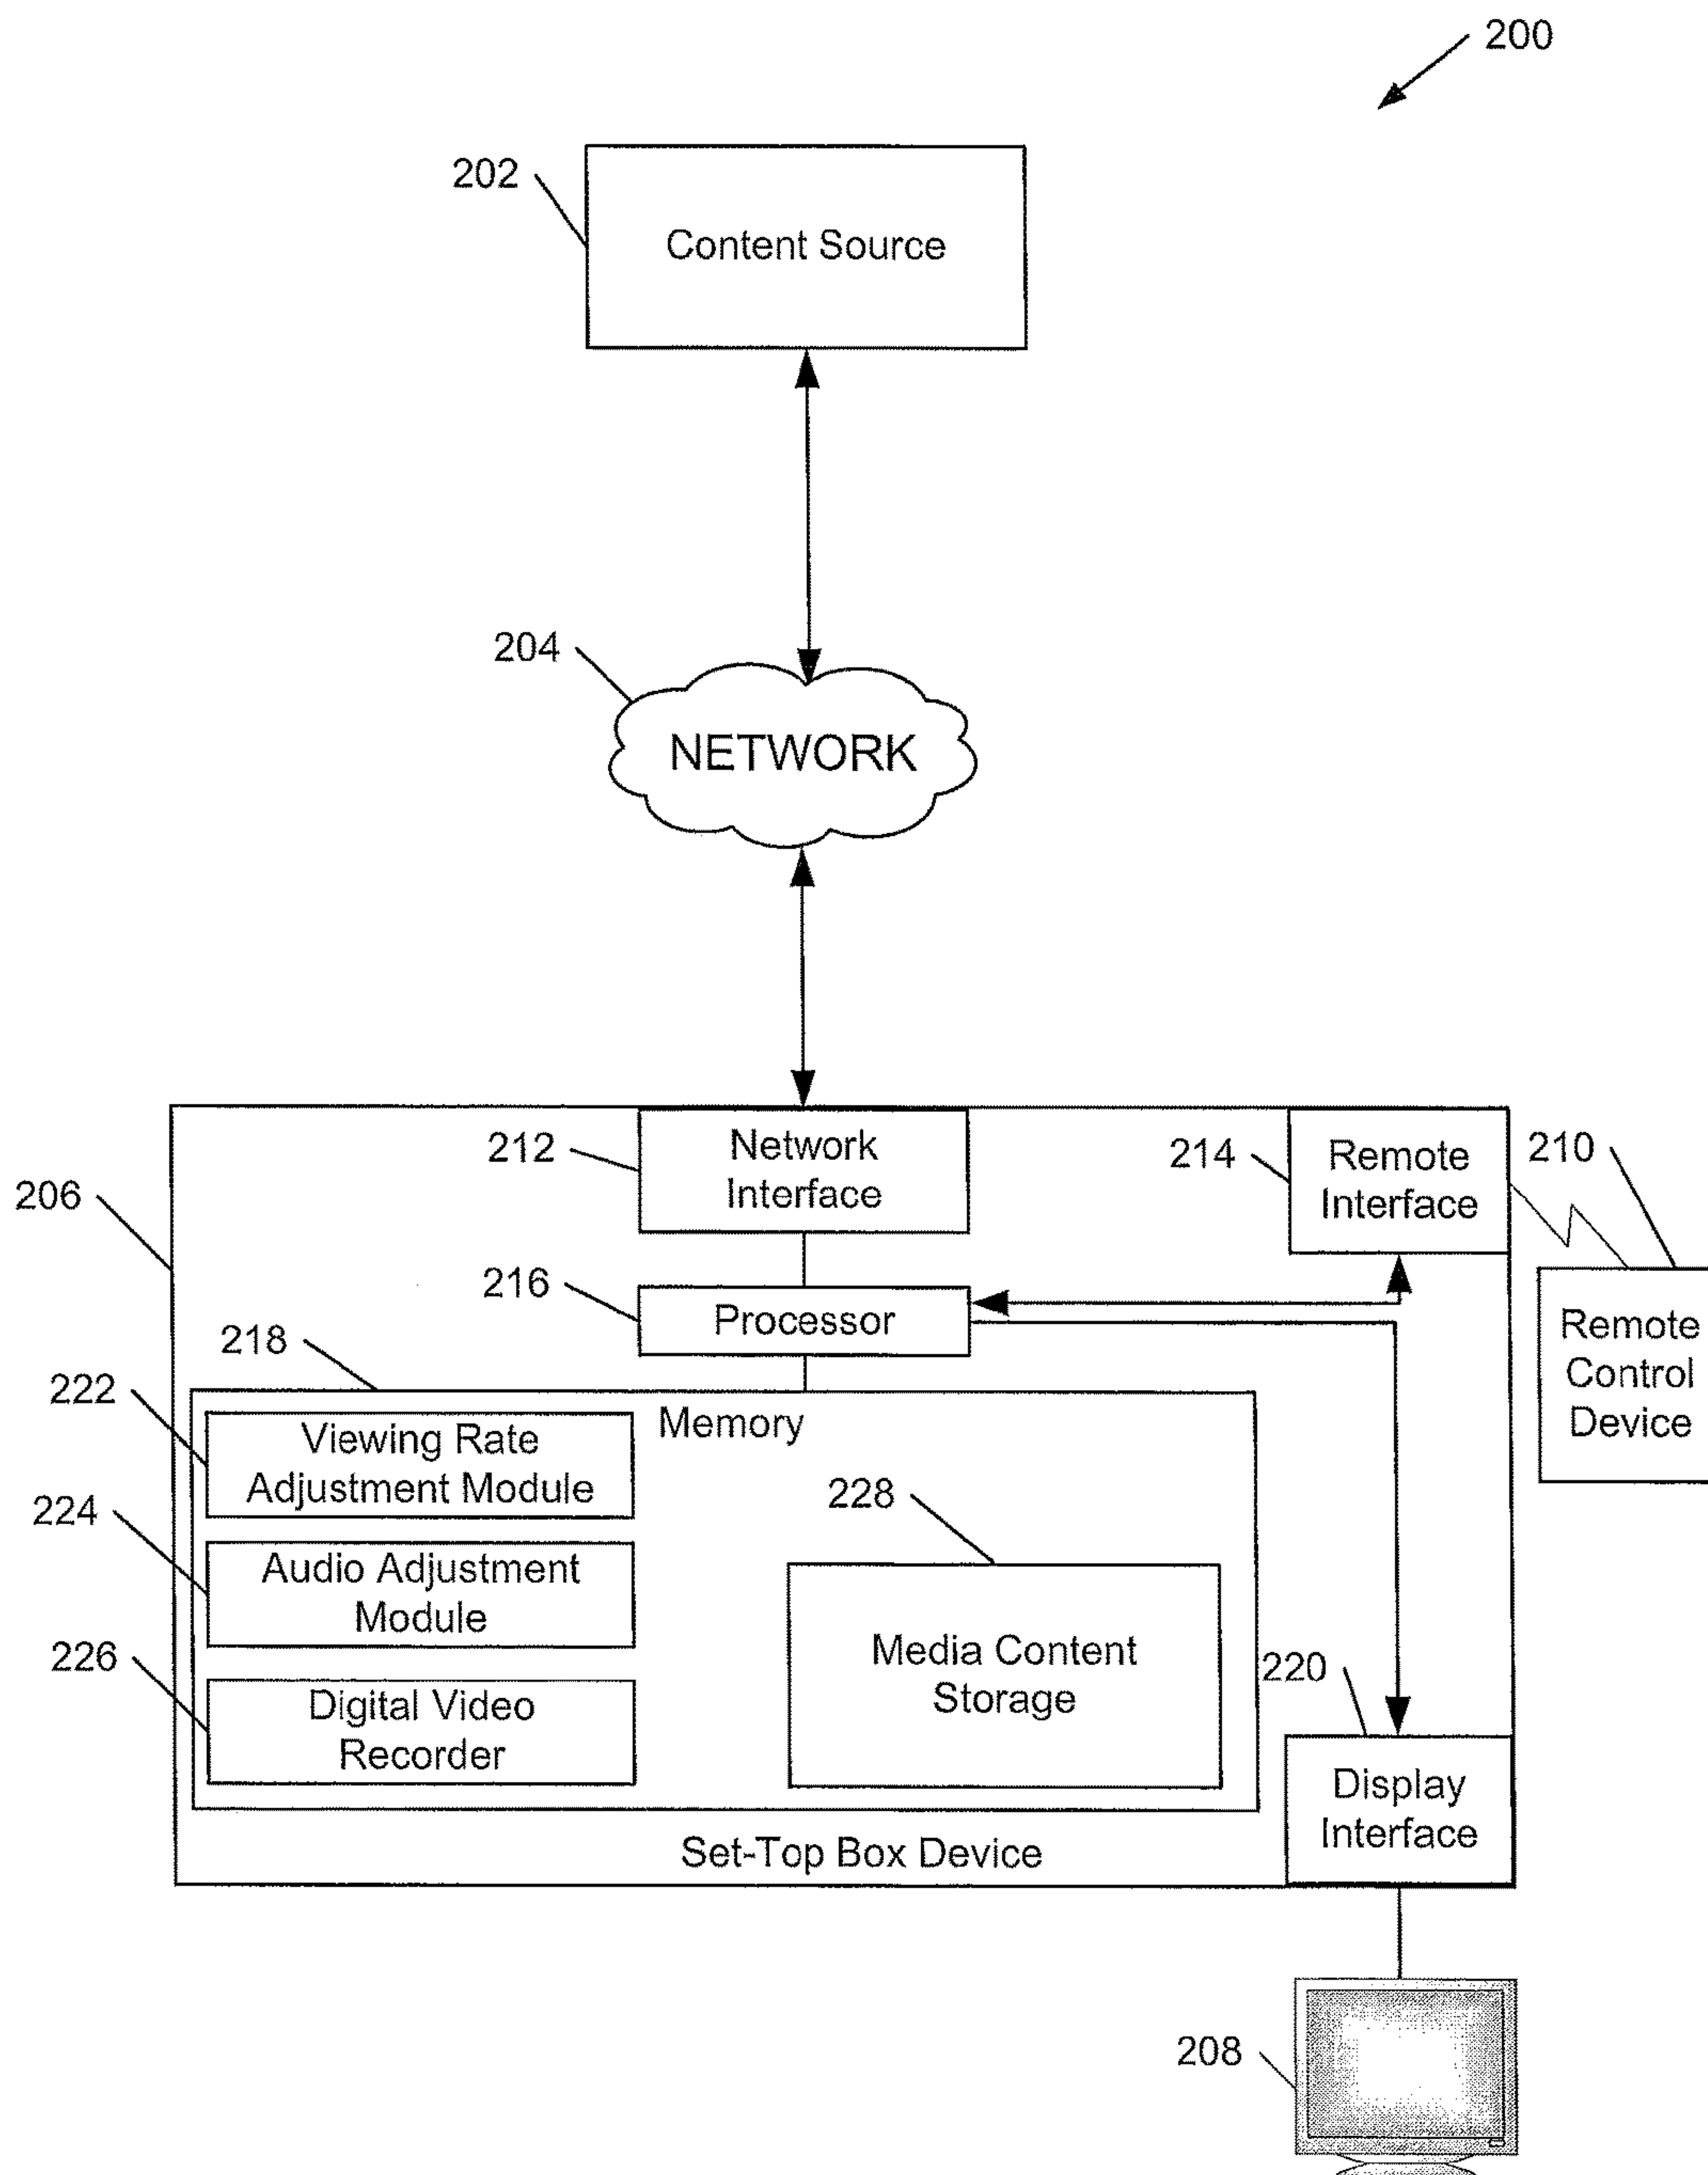 200
202
Content Source
204
NETWORK
206
212
Network
Interface
214
Remote
Interface
210
216
Processor
Remote
Control
Device
218
Memory
222
Viewing Rate
Adjustment Module
224
Audio Adjustment
Module
226
Digital Video
Recorder
228
Media Content
Storage
220
Display
Interface
Set-Top Box Device
208